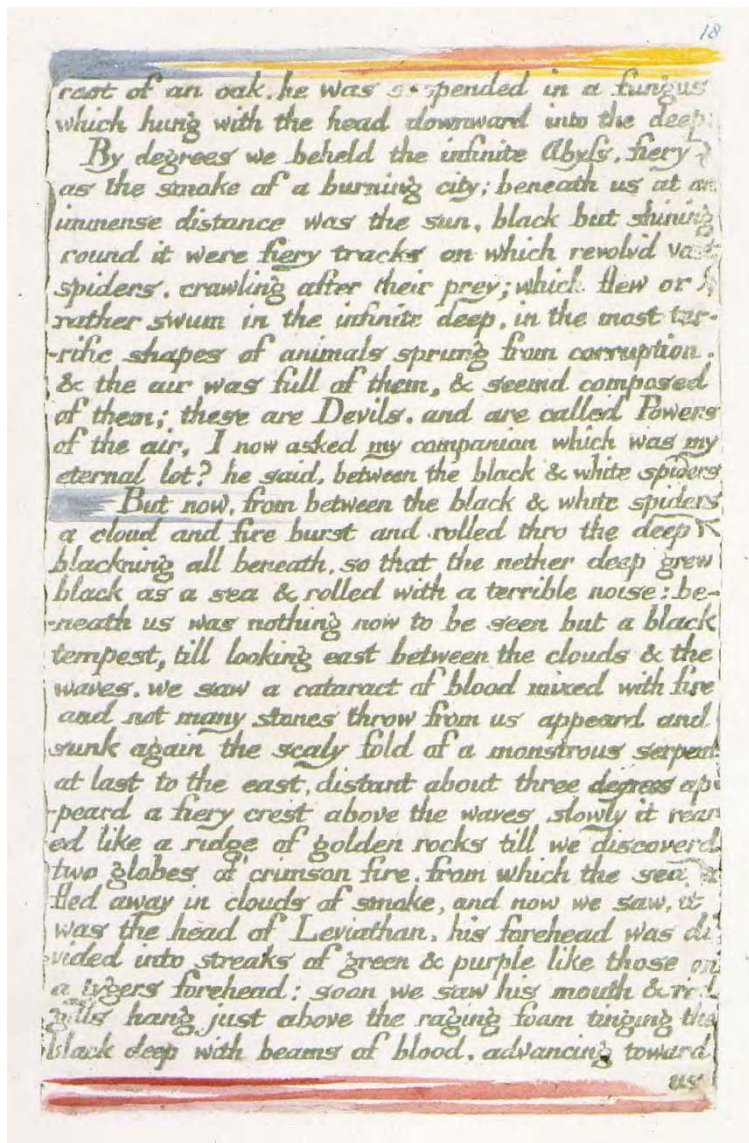 18
root of an oak. he was suspended in a fungus
which hung with the head downward into the deep:
By degrees we beheld the infinite Abyss, fiery
as the smoke of a burning city; beneath us at an
immense distance was the sun, black but shining
round it were fiery tracks on which revolv'd vast
spiders, crawling after their prey; which flew or
rather swum in the infinite deep, in the most ter-
-rific shapes of animals sprung from corruption.
& the air was full of them, & seemd composed
of them; these are Devils. and are called Powers
of the air, I now asked my companion which was my
eternal lot? he said, between the black & white spiders
But now, from between the black & white spiders
a cloud and fire burst and rolled thro the deep
blackning all beneath, so that the nether deep grew
black as a sea & rolled with a terrible noise: be-
-neath us was nothing now to be seen but a black
tempest, till looking east between the clouds & the
waves, we saw a cataract of blood mixed with fire
and not many stones throw from us appeard and
sunk again the scaly fold of a monstrous serpent
at last to the east, distant about three degrees ap-
-peard a fiery crest above the waves slowly it rear-
ed like a ridge of golden rocks till we discoverd
two globes of crimson fire, from which the sea
fled away in clouds of smoke, and now we saw, it
was the head of Leviathan, his forehead was di-
vided into streaks of green & purple like those on
a tygers forehead: soon we saw his mouth & red
gills hang just above the raging foam tinging the
black deep with beams of blood, advancing toward
us